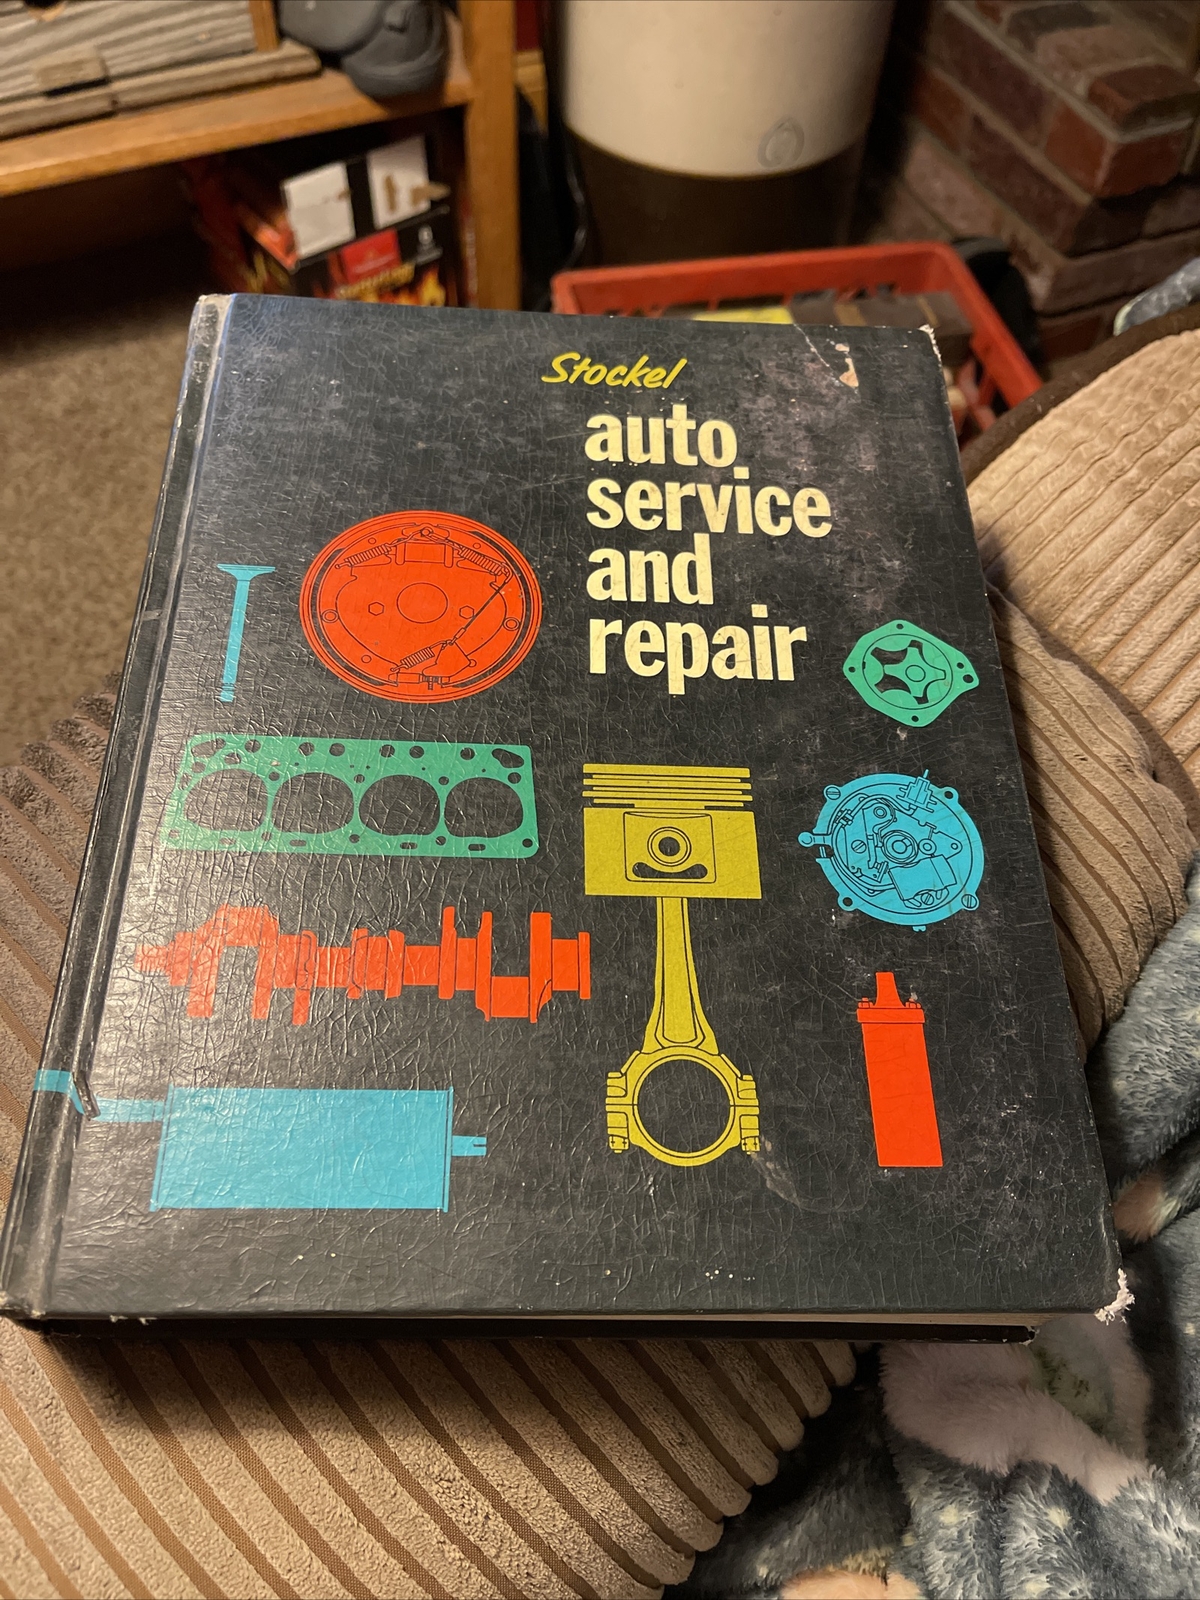 Stockel
auto
service
and
repair